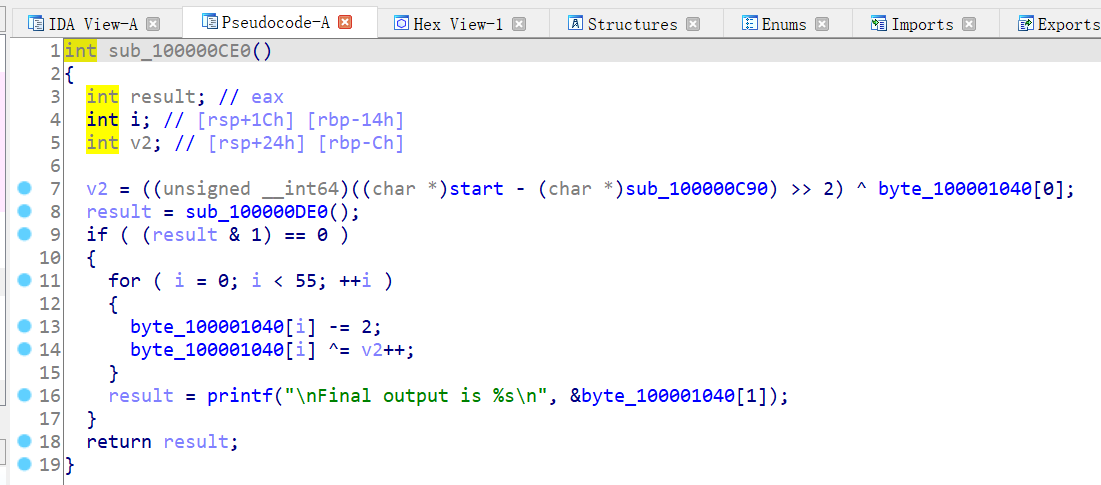 IDA View-A Pseudocode-A Hex View-1 Structures Enums Imports Exports
1 int sub_100000CE0()
2 {
3 int result; // eax
4 int i; // [rsp+1Ch] [rbp-14h]
5 int v2; // [rsp+24h] [rbp-Ch]
6
7 v2 = ((unsigned __int64)((char *)start - (char *)sub_100000C90) >> 2) ^ byte_100001040[0];
8 result = sub_100000DE0();
9 if ( (result & 1) == 0 )
10 {
11 for ( i = 0; i < 55; ++i )
12 {
13 byte_100001040[i] -= 2;
14 byte_100001040[i] ^= v2++;
15 }
16 result = printf("\nFinal output is %s\n", &byte_100001040[1]);
17 }
18 return result;
19 }